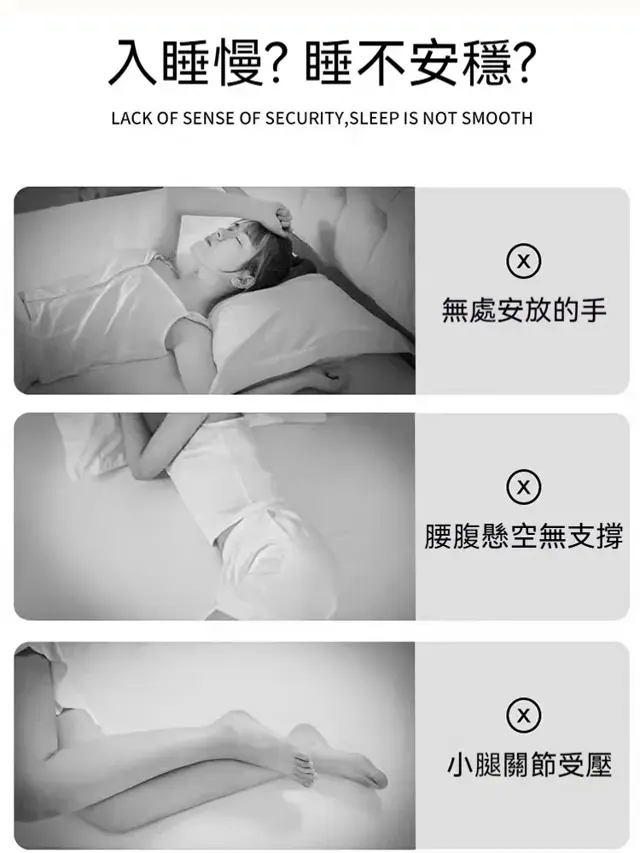 入睡慢? 睡不安穩?
LACK OF SENSE OF SECURITY,SLEEP IS NOT SMOOTH
X
無處安放的手
X
腰腹懸空無支撐
X
小腿關節受壓